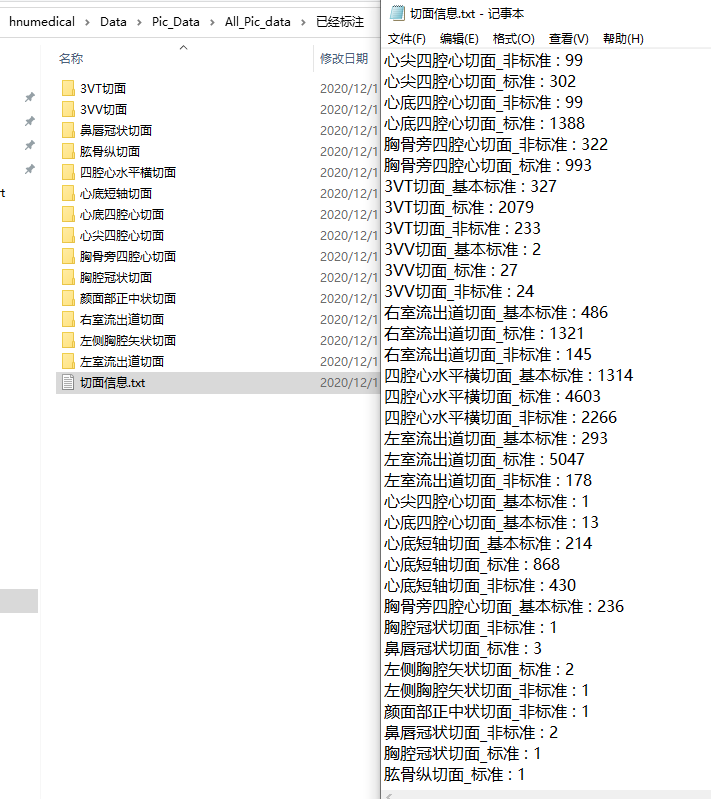 hnumedical > Data > Pic_Data > All_Pic_data > 已经标注
名称
修改日期
3VT切面
2020/12/1
3VV切面
2020/12/1
鼻唇冠状切面
2020/12/1
肱骨纵切面
2020/12/1
四腔心水平横切面
2020/12/1
心底短轴切面
2020/12/1
心底四腔心切面
2020/12/1
心尖四腔心切面
2020/12/1
胸骨旁四腔心切面
2020/12/1
胸腔冠状切面
2020/12/1
颜面部正中状切面
2020/12/1
右室流出道切面
2020/12/1
左侧胸腔矢状切面
2020/12/1
左室流出道切面
2020/12/1
切面信息.txt
2020/12/1
切面信息.txt - 记事本
文件(F) 编辑(E) 格式(O) 查看(V) 帮助(H)
心尖四腔心切面_非标准 : 99
心尖四腔心切面_标准 : 302
心底四腔心切面_非标准 : 99
心底四腔心切面_标准 : 1388
胸骨旁四腔心切面_非标准 : 322
胸骨旁四腔心切面_标准 : 993
3VT切面_基本标准 : 327
3VT切面_标准 : 2079
3VT切面_非标准 : 233
3VV切面_基本标准 : 2
3VV切面_标准 : 27
3VV切面_非标准 : 24
右室流出道切面_基本标准 : 486
右室流出道切面_标准 : 1321
右室流出道切面_非标准 : 145
四腔心水平横切面_基本标准 : 1314
四腔心水平横切面_标准 : 4603
四腔心水平横切面_非标准 : 2266
左室流出道切面_基本标准 : 293
左室流出道切面_标准 : 5047
左室流出道切面_非标准 : 178
心尖四腔心切面_基本标准 : 1
心底四腔心切面_基本标准 : 13
心底短轴切面_基本标准 : 214
心底短轴切面_标准 : 868
心底短轴切面_非标准 : 430
胸骨旁四腔心切面_基本标准 : 236
胸腔冠状切面_非标准 : 1
鼻唇冠状切面_标准 : 3
左侧胸腔矢状切面_标准 : 2
左侧胸腔矢状切面_非标准 : 1
颜面部正中状切面_非标准 : 1
鼻唇冠状切面_非标准 : 2
胸腔冠状切面_标准 : 1
肱骨纵切面_标准 : 1